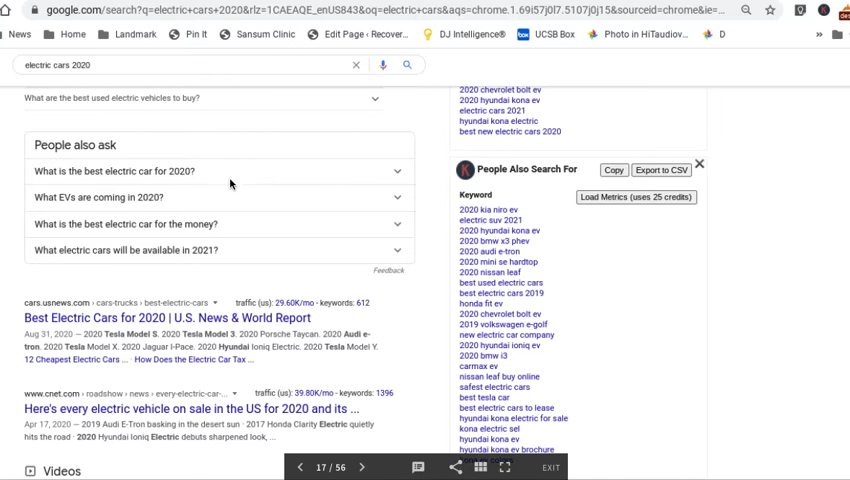 google.com/search?q=electric+cars+2020&rlz=1CAEAQE_enUS843&oq=electric+cars&aqs=chrome.1.69i57j0l7.5107j0j15&sourceid=chrome&ie=...
News Home Landmark Pin It Sansum Clinic Edit Page ‹ Recover... DJ Intelligence® UCSB Box Photo in HiTaudiov... D »
electric cars 2020
What are the best used electric vehicles to buy?
People also ask
What is the best electric car for 2020?
What EVs are coming in 2020?
What is the best electric car for the money?
What electric cars will be available in 2021?
Feedback
cars.usnews.com › cars-trucks › best-electric-cars traffic (us): 29.60K/mo - keywords: 612
Best Electric Cars for 2020 | U.S. News & World Report
Aug 31, 2020 — 2020 Tesla Model S. 2020 Tesla Model 3. 2020 Porsche Taycan. 2020 Audi e-
tron. 2020 Tesla Model X. 2020 Jaguar I-Pace. 2020 Hyundai Ioniq Electric. 2020 Tesla Model Y.
12 Cheapest Electric Cars ... · How Does the Electric Car Tax ...
www.cnet.com › roadshow › news › every-electric-car-... traffic (us): 39.80K/mo - keywords: 1396
Here's every electric vehicle on sale in the US for 2020 and its ...
Apr 17, 2020 — 2019 Audi E-Tron basking in the desert sun · 2017 Honda Clarity Electric quietly
hits the road · 2020 Hyundai Ioniq Electric debuts sharpened look, ...
Videos
2020 chevrolet bolt ev
2020 hyundai kona ev
electric cars 2021
hyundai kona electric
best new electric cars 2020
K People Also Search For Copy Export to CSV
Keyword Load Metrics (uses 25 credits)
2020 kia niro ev
electric suv 2021
2020 hyundai kona ev
2020 bmw x3 phev
2020 audi e-tron
2020 mini se hardtop
2020 nissan leaf
best used electric cars
best electric cars 2019
honda fit ev
2020 chevrolet bolt ev
2019 volkswagen e-golf
new electric car company
2020 hyundai ioniq ev
2020 bmw i3
carmax ev
nissan leaf buy online
safest electric cars
best tesla car
best electric cars to lease
hyundai kona electric for sale
kona electric sel
hyundai kona ev
hyundai kona ev brochure
17 / 56 EXIT